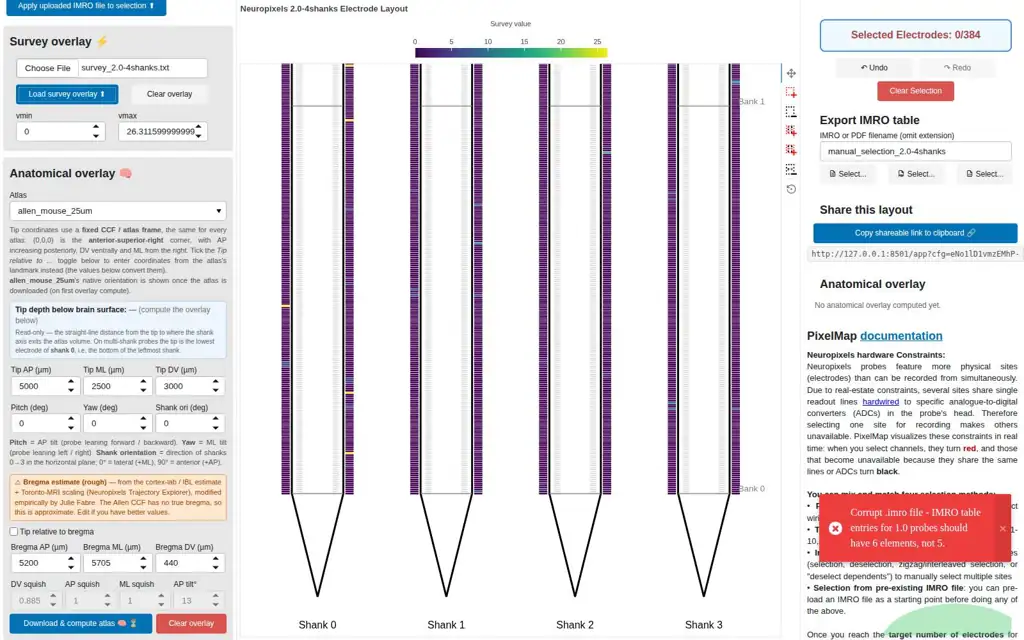 Apply uploaded IMRO file to selection ⬆
Survey overlay ⚡
Choose File survey_2.0-4shanks.txt
Load survey overlay ⬆ Clear overlay
vmin vmax
0 26.311599999999
Anatomical overlay 🧠
Atlas
allen_mouse_25um
Tip coordinates use a fixed CCF / atlas frame, the same for every
atlas: (0,0,0) is the anterior-superior-right corner, with AP
increasing posteriorly, DV ventrally and ML from the right. Tick the Tip
relative to ... toggle below to enter coordinates from the atlas's
landmark instead (the values below convert them).
allen_mouse_25um's native orientation is shown once the atlas is
downloaded (on first overlay compute).
Tip depth below brain surface: — (compute the overlay
below)
Read-only — the straight-line distance from the tip to where the shank
axis exits the atlas volume. On multi-shank probes the tip is the lowest
electrode of shank 0, i.e. the bottom of the leftmost shank.
Tip AP (µm) Tip ML (µm) Tip DV (µm)
5000 2500 3000
Pitch (deg) Yaw (deg) Shank ori (deg)
0 0 0
Pitch = AP tilt (probe leaning forward / backward). Yaw = ML tilt
(probe leaning left / right). Shank orientation = direction of shanks
0→3 in the horizontal plane; 0° = lateral (+ML), 90° = anterior (+AP).
⚠ Bregma estimate (rough) — from the cortex-lab / IBL estimate
+ Toronto-MRI scaling (Neuropixels Trajectory Explorer), modified
empirically by Julie Fabre. The Allen CCF has no true bregma, so
this is approximate. Edit if you have better values.
Tip relative to bregma
Bregma AP (µm) Bregma ML (µm) Bregma DV (µm)
5200 5705 440
DV squish AP squish ML squish AP tilt°
0.885 1 1 13
Download & compute atlas 🧠 ⏳ Clear overlay
Neuropixels 2.0-4shanks Electrode Layout
Survey value
0 5 10 15 20 25
Bank 1
Bank 0
Shank 0 Shank 1 Shank 2 Shank 3
Selected Electrodes: 0/384
↶ Undo ↷ Redo
Clear Selection
Export IMRO table
IMRO or PDF filename (omit extension)
manual_selection_2.0-4shanks
Select... Select... Select...
Share this layout
Copy shareable link to clipboard 🔗
http://127.0.0.1:8501/app?cfg=eNo1lD1vmzEMhP-
Anatomical overlay
No anatomical overlay computed yet.
PixelMap documentation
Neuropixels hardware Constraints:
Neuropixels probes feature more physical sites
(electrodes) than can be recorded from simultaneously.
Due to real-estate constraints, several sites share single
readout lines hardwired to specific analogue-to-digital
converters (ADCs) in the probe's head. Therefore
selecting one site for recording makes others
unavailable. PixelMap visualizes these constraints in real
time: when you select channels, they turn red, and those
that become unavailable because they share the same
lines or ADCs turn black.
You can mix and match four selection methods:
Corrupt .imro file - IMRO table
entries for 1.0 probes should
have 6 elements, not 5.
×
(selection, deselection, zigzag/interleaved selection, or
"deselect dependents") to manually select multiple sites
• Selection from pre-existing IMRO file: you can pre-
load an IMRO file as a starting point before doing any of
the above.
Once you reach the target number of electrodes for